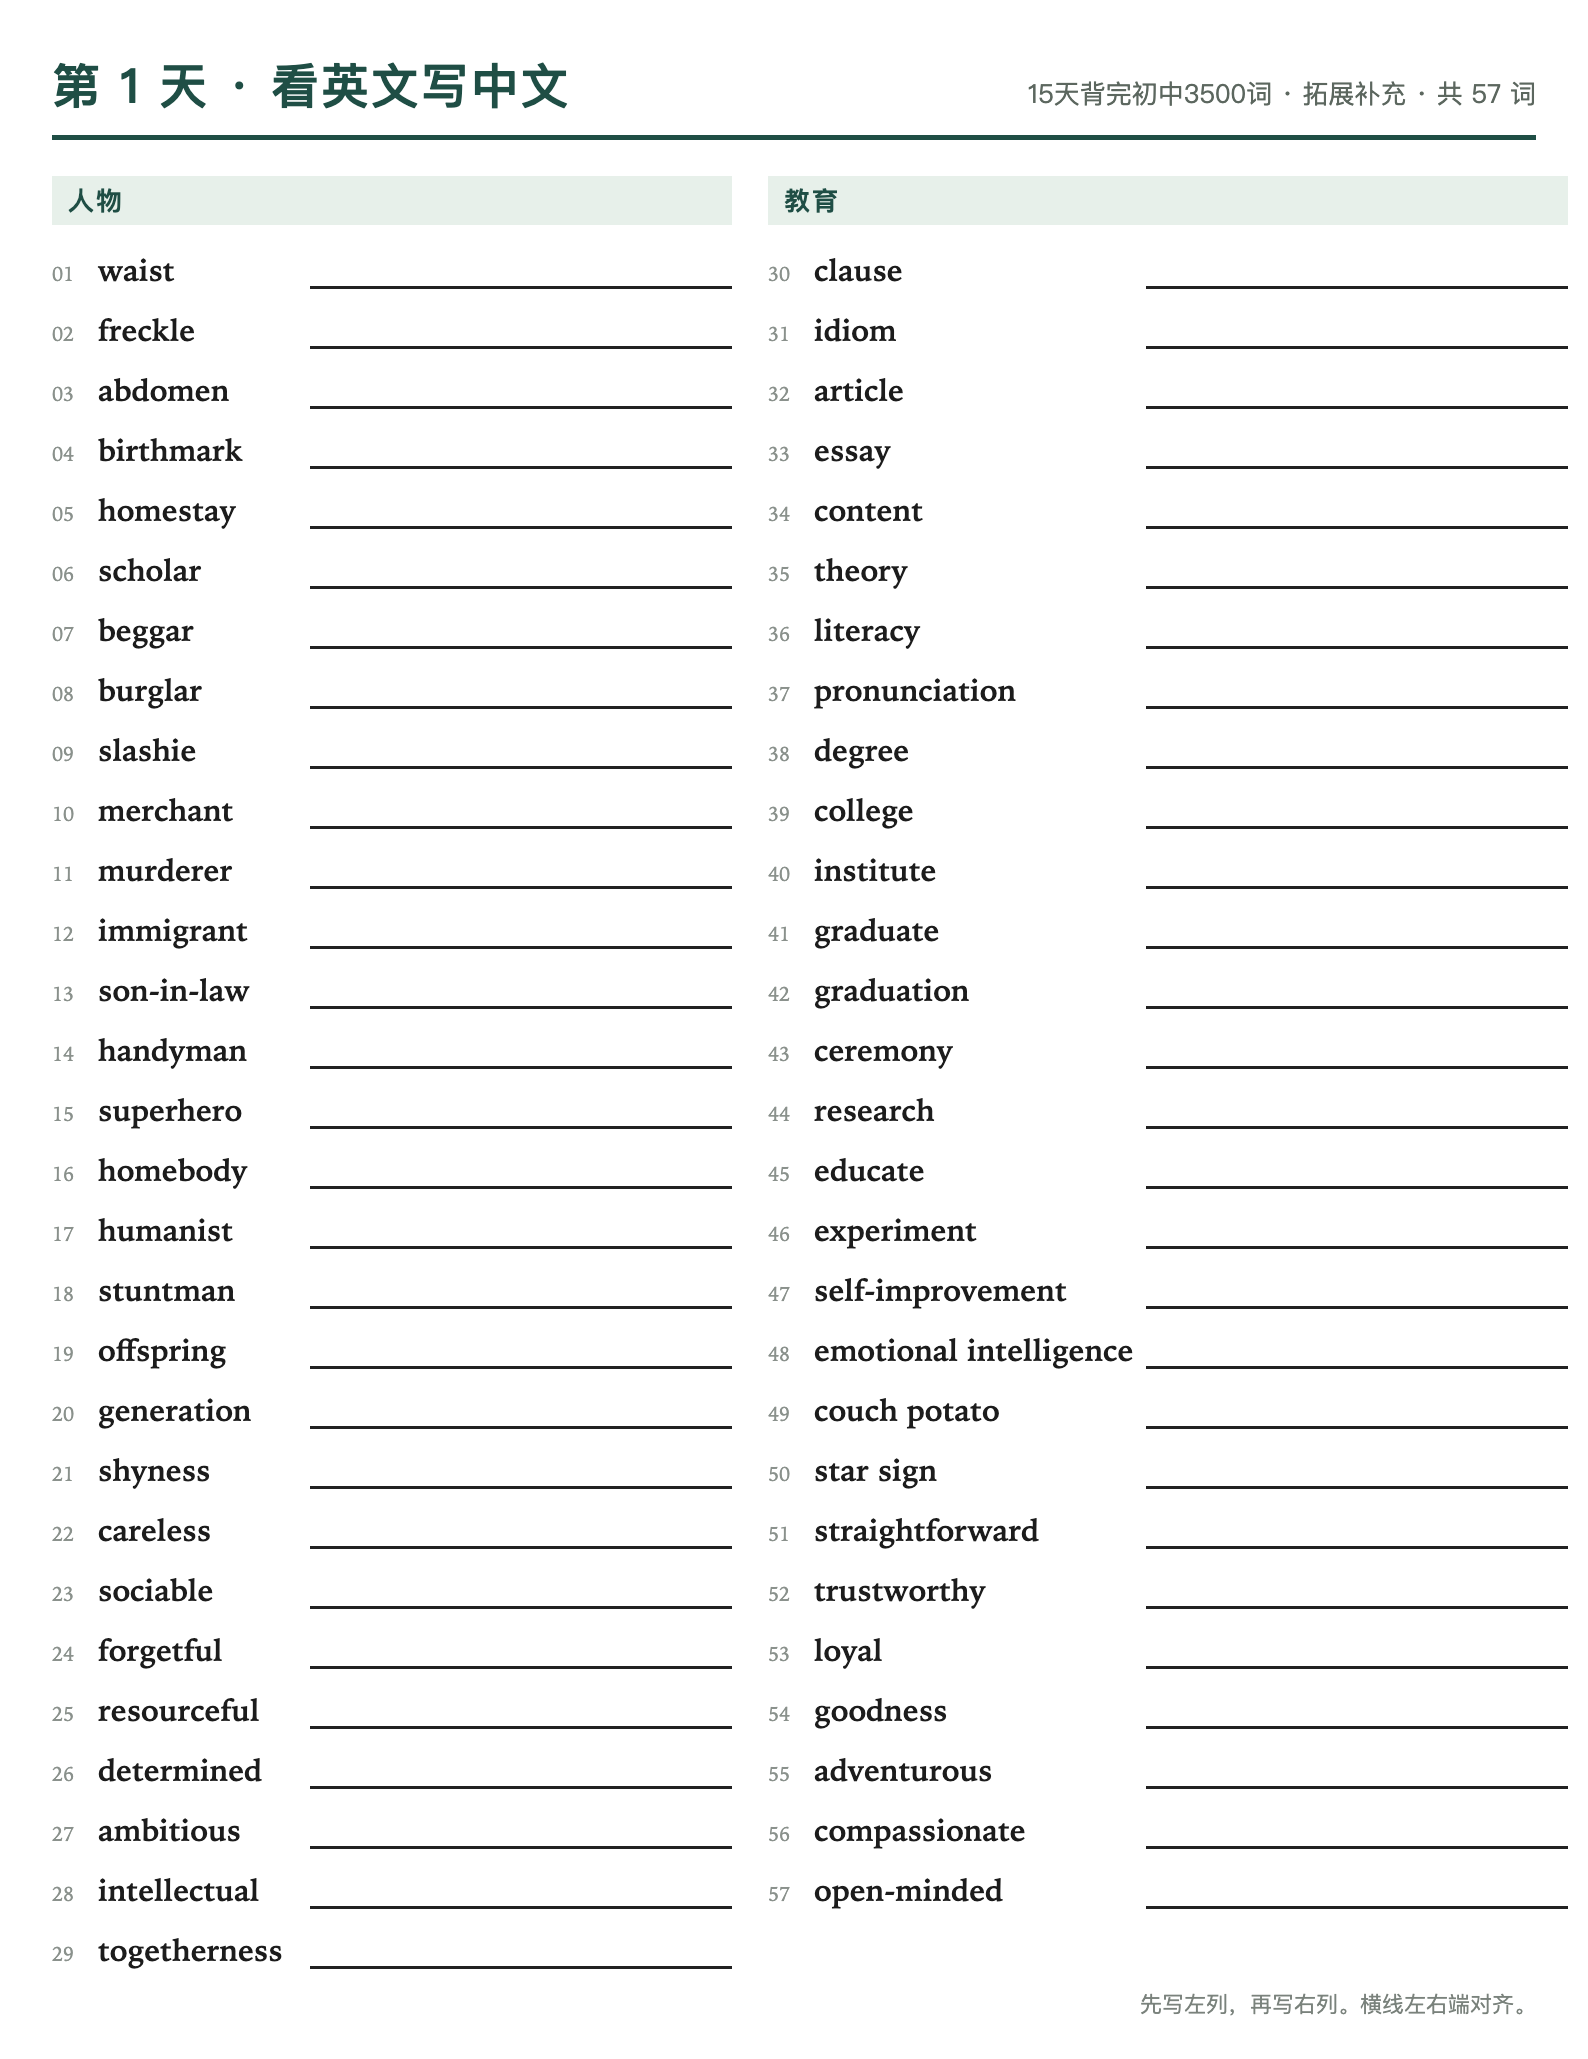 第 1 天 · 看英文写中文
15天背完初中3500词 · 拓展补充 · 共 57 词
人物
01 waist
02 freckle
03 abdomen
04 birthmark
05 homestay
06 scholar
07 beggar
08 burglar
09 slashie
10 merchant
11 murderer
12 immigrant
13 son-in-law
14 handyman
15 superhero
16 homebody
17 humanist
18 stuntman
19 offspring
20 generation
21 shyness
22 careless
23 sociable
24 forgetful
25 resourceful
26 determined
27 ambitious
28 intellectual
29 togetherness
教育
30 clause
31 idiom
32 article
33 essay
34 content
35 theory
36 literacy
37 pronunciation
38 degree
39 college
40 institute
41 graduate
42 graduation
43 ceremony
44 research
45 educate
46 experiment
47 self-improvement
48 emotional intelligence
49 couch potato
50 star sign
51 straightforward
52 trustworthy
53 loyal
54 goodness
55 adventurous
56 compassionate
57 open-minded
先写左列，再写右列。横线左右端对齐。